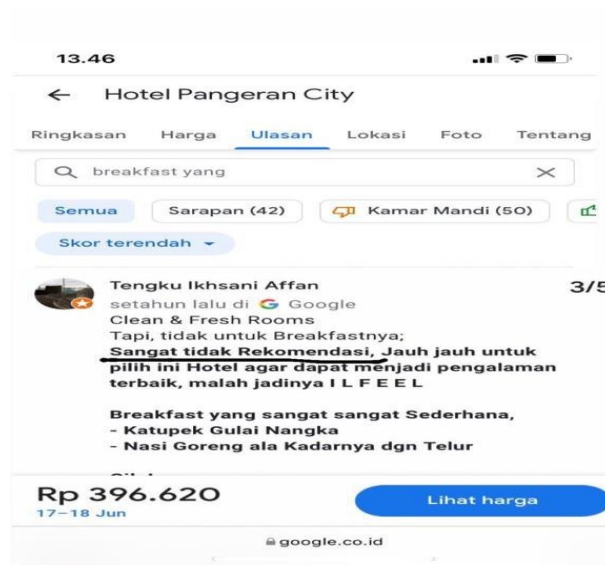 13.46
← Hotel Pangeran City
Ringkasan Harga Ulasan Lokasi Foto Tentang
breakfast yang
Semua Sarapan (42) Kamar Mandi (50)
Skor terendah
Tengku Ikhsani Affan 3/5
setahun lalu di Google
Clean & Fresh Rooms
Tapi, tidak untuk Breakfastnya;
Sangat tidak Rekomendasi, Jauh jauh untuk
pilih ini Hotel agar dapat menjadi pengalaman
terbaik, malah jadinya I L F E E L
Breakfast yang sangat sangat Sederhana,
- Katupek Gulai Nangka
- Nasi Goreng ala Kadarnya dgn Telur
Rp 396.620 Lihat harga
17–18 Jun
google.co.id